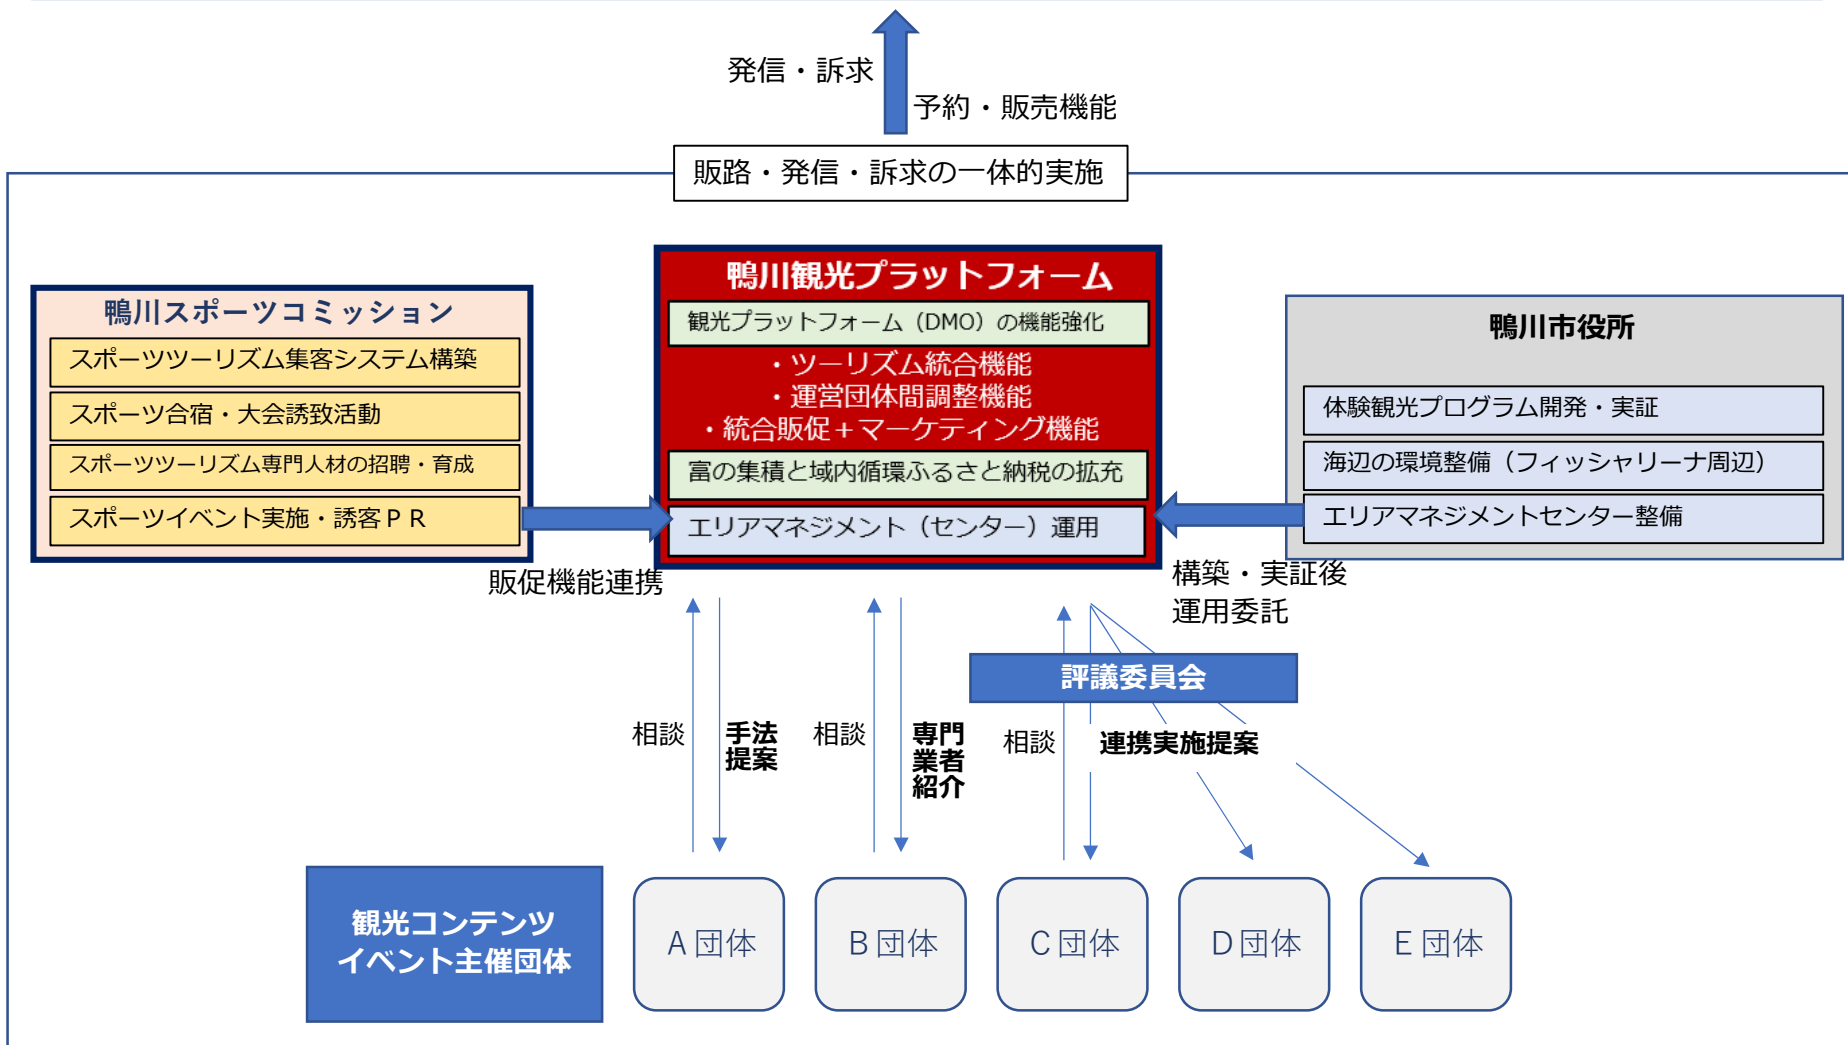 発信・訴求
予約・販売機能
販路・発信・訴求の一体的実施
鴨川スポーツコミッション
スポーツツーリズム集客システム構築
スポーツ合宿・大会誘致活動
スポーツツーリズム専門人材の招聘・育成
スポーツイベント実施・誘客ＰＲ
鴨川観光プラットフォーム
観光プラットフォーム（DMO）の機能強化
・ツーリズム統合機能
・運営団体間調整機能
・統合販促＋マーケティング機能
富の集積と域内循環ふるさと納税の拡充
エリアマネジメント（センター）運用
鴨川市役所
体験観光プログラム開発・実証
海辺の環境整備（フィッシャリーナ周辺）
エリアマネジメントセンター整備
販促機能連携
構築・実証後
運用委託
評議委員会
相談
手法
提案
相談
専門
業者
紹介
相談
連携実施提案
観光コンテンツ
イベント主催団体
Ａ団体
Ｂ団体
Ｃ団体
Ｄ団体
Ｅ団体